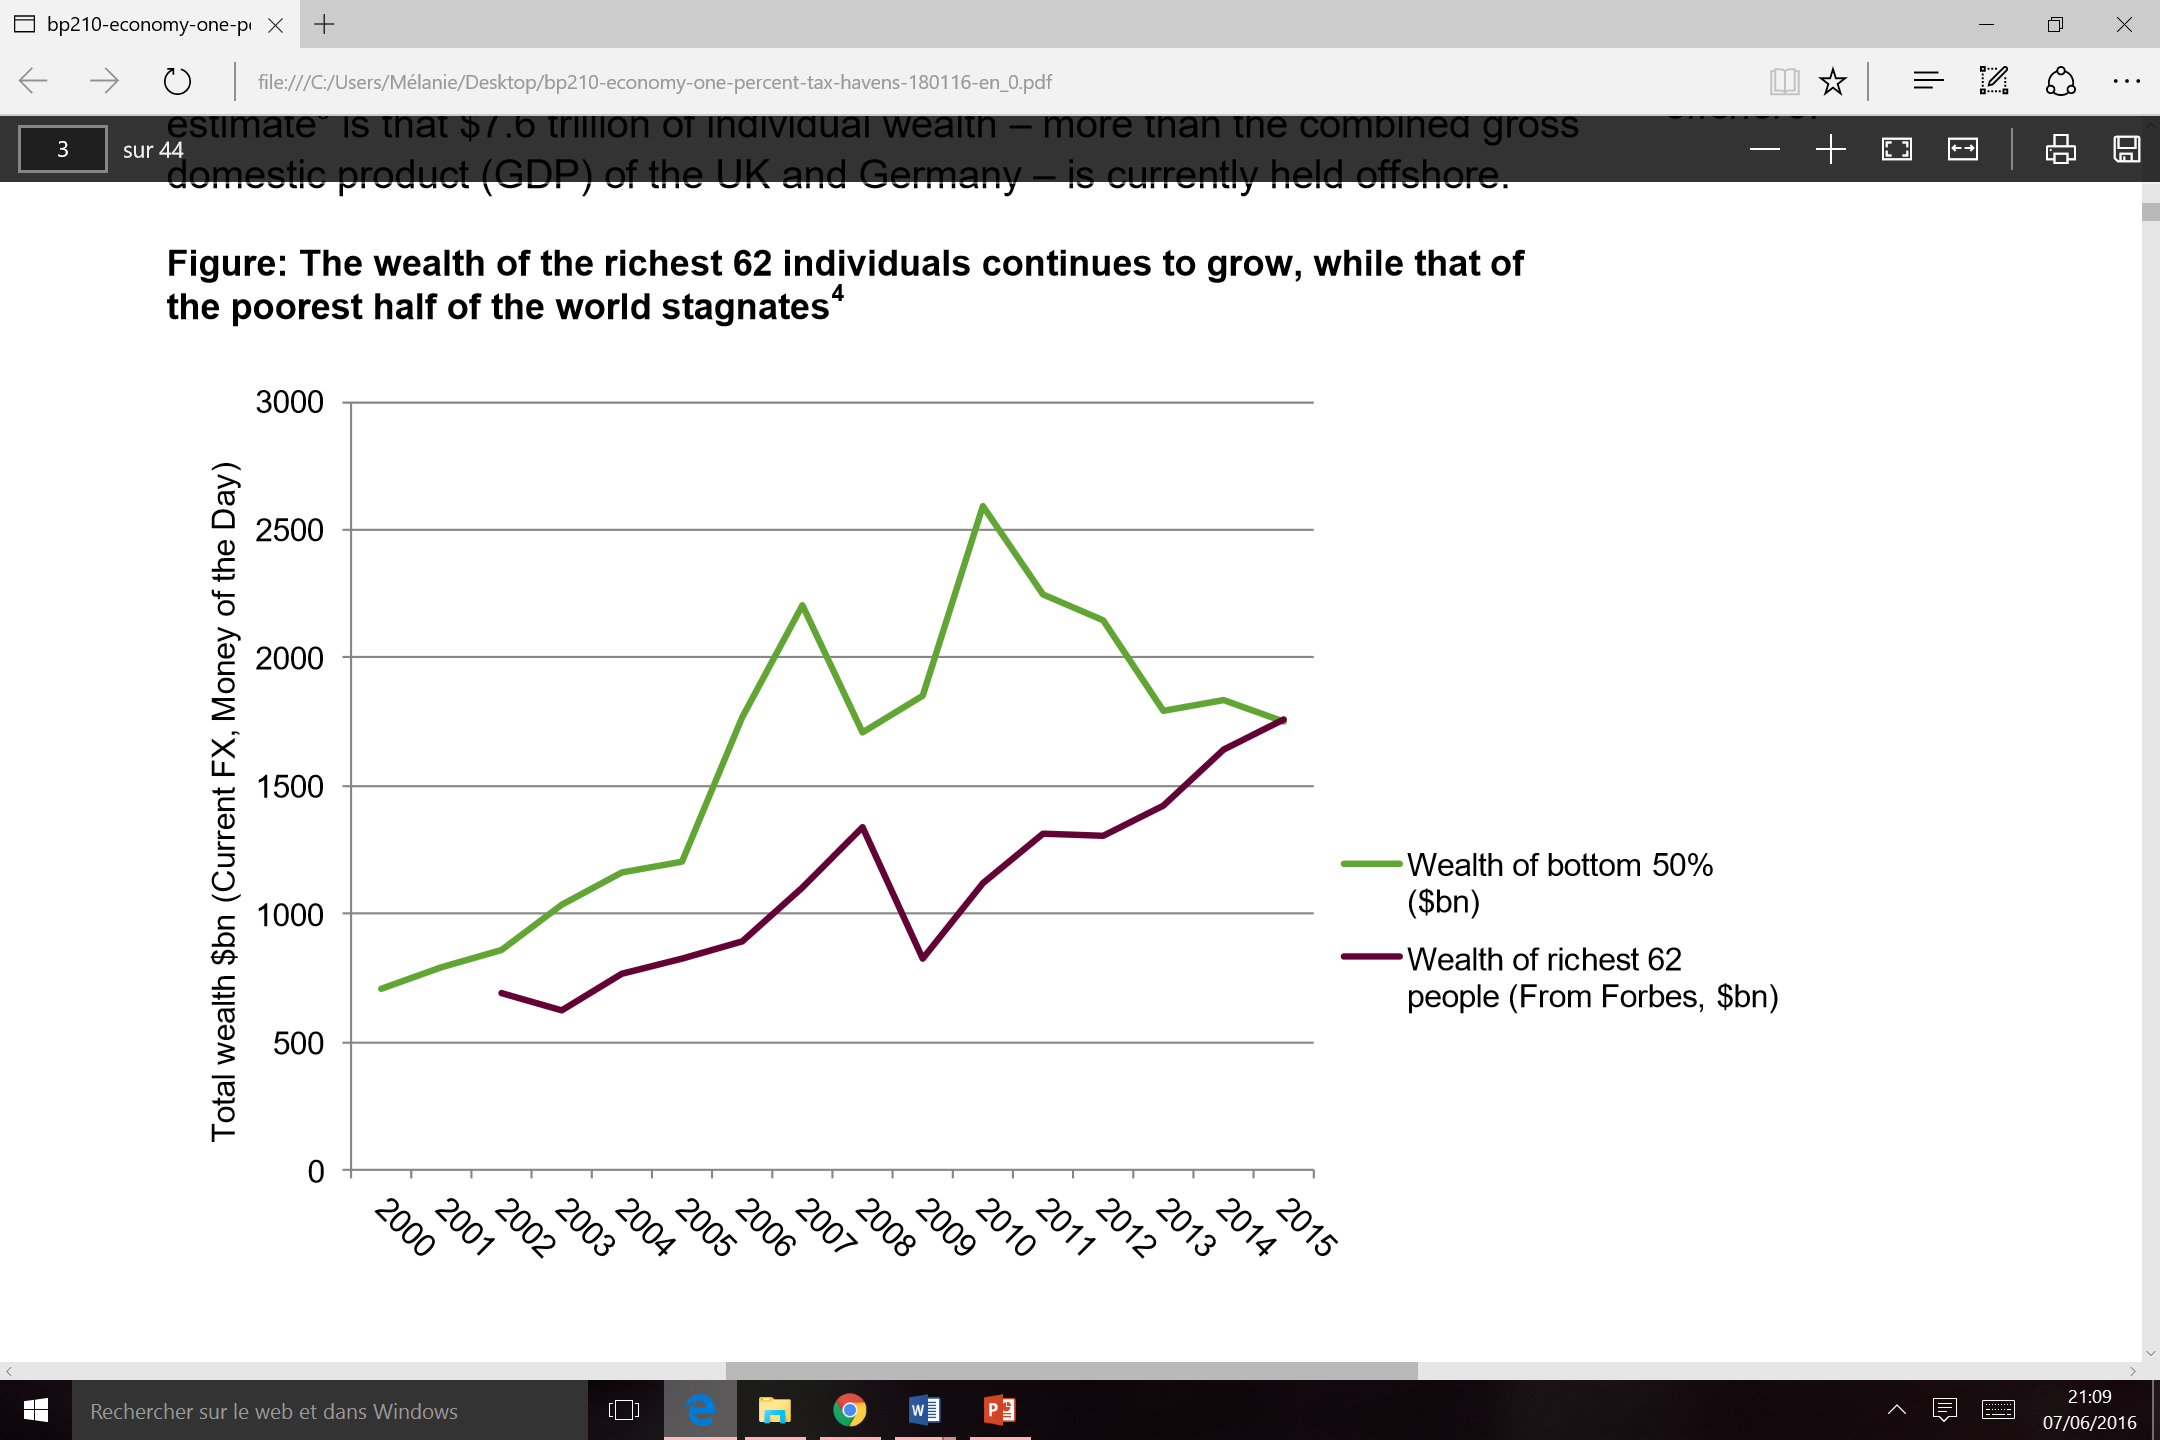 bp210-economy-one-p
file:///C:/Users/Mélanie/Desktop/bp210-economy-one-percent-tax-havens-180116-en_0.pdf
estimate³ is that $7.6 trillion of individual wealth – more than the combined gross
offshore.
3 sur 44
domestic product (GDP) of the UK and Germany – is currently held offshore.
Figure: The wealth of the richest 62 individuals continues to grow, while that of
the poorest half of the world stagnates⁴
Total wealth $bn (Current FX, Money of the Day)
3000
2500
2000
1500
1000
500
0
2000 2001 2002 2003 2004 2005 2006 2007 2008 2009 2010 2011 2012 2013 2014 2015
Wealth of bottom 50%
($bn)
Wealth of richest 62
people (From Forbes, $bn)
Rechercher sur le web et dans Windows
21:09
07/06/2016